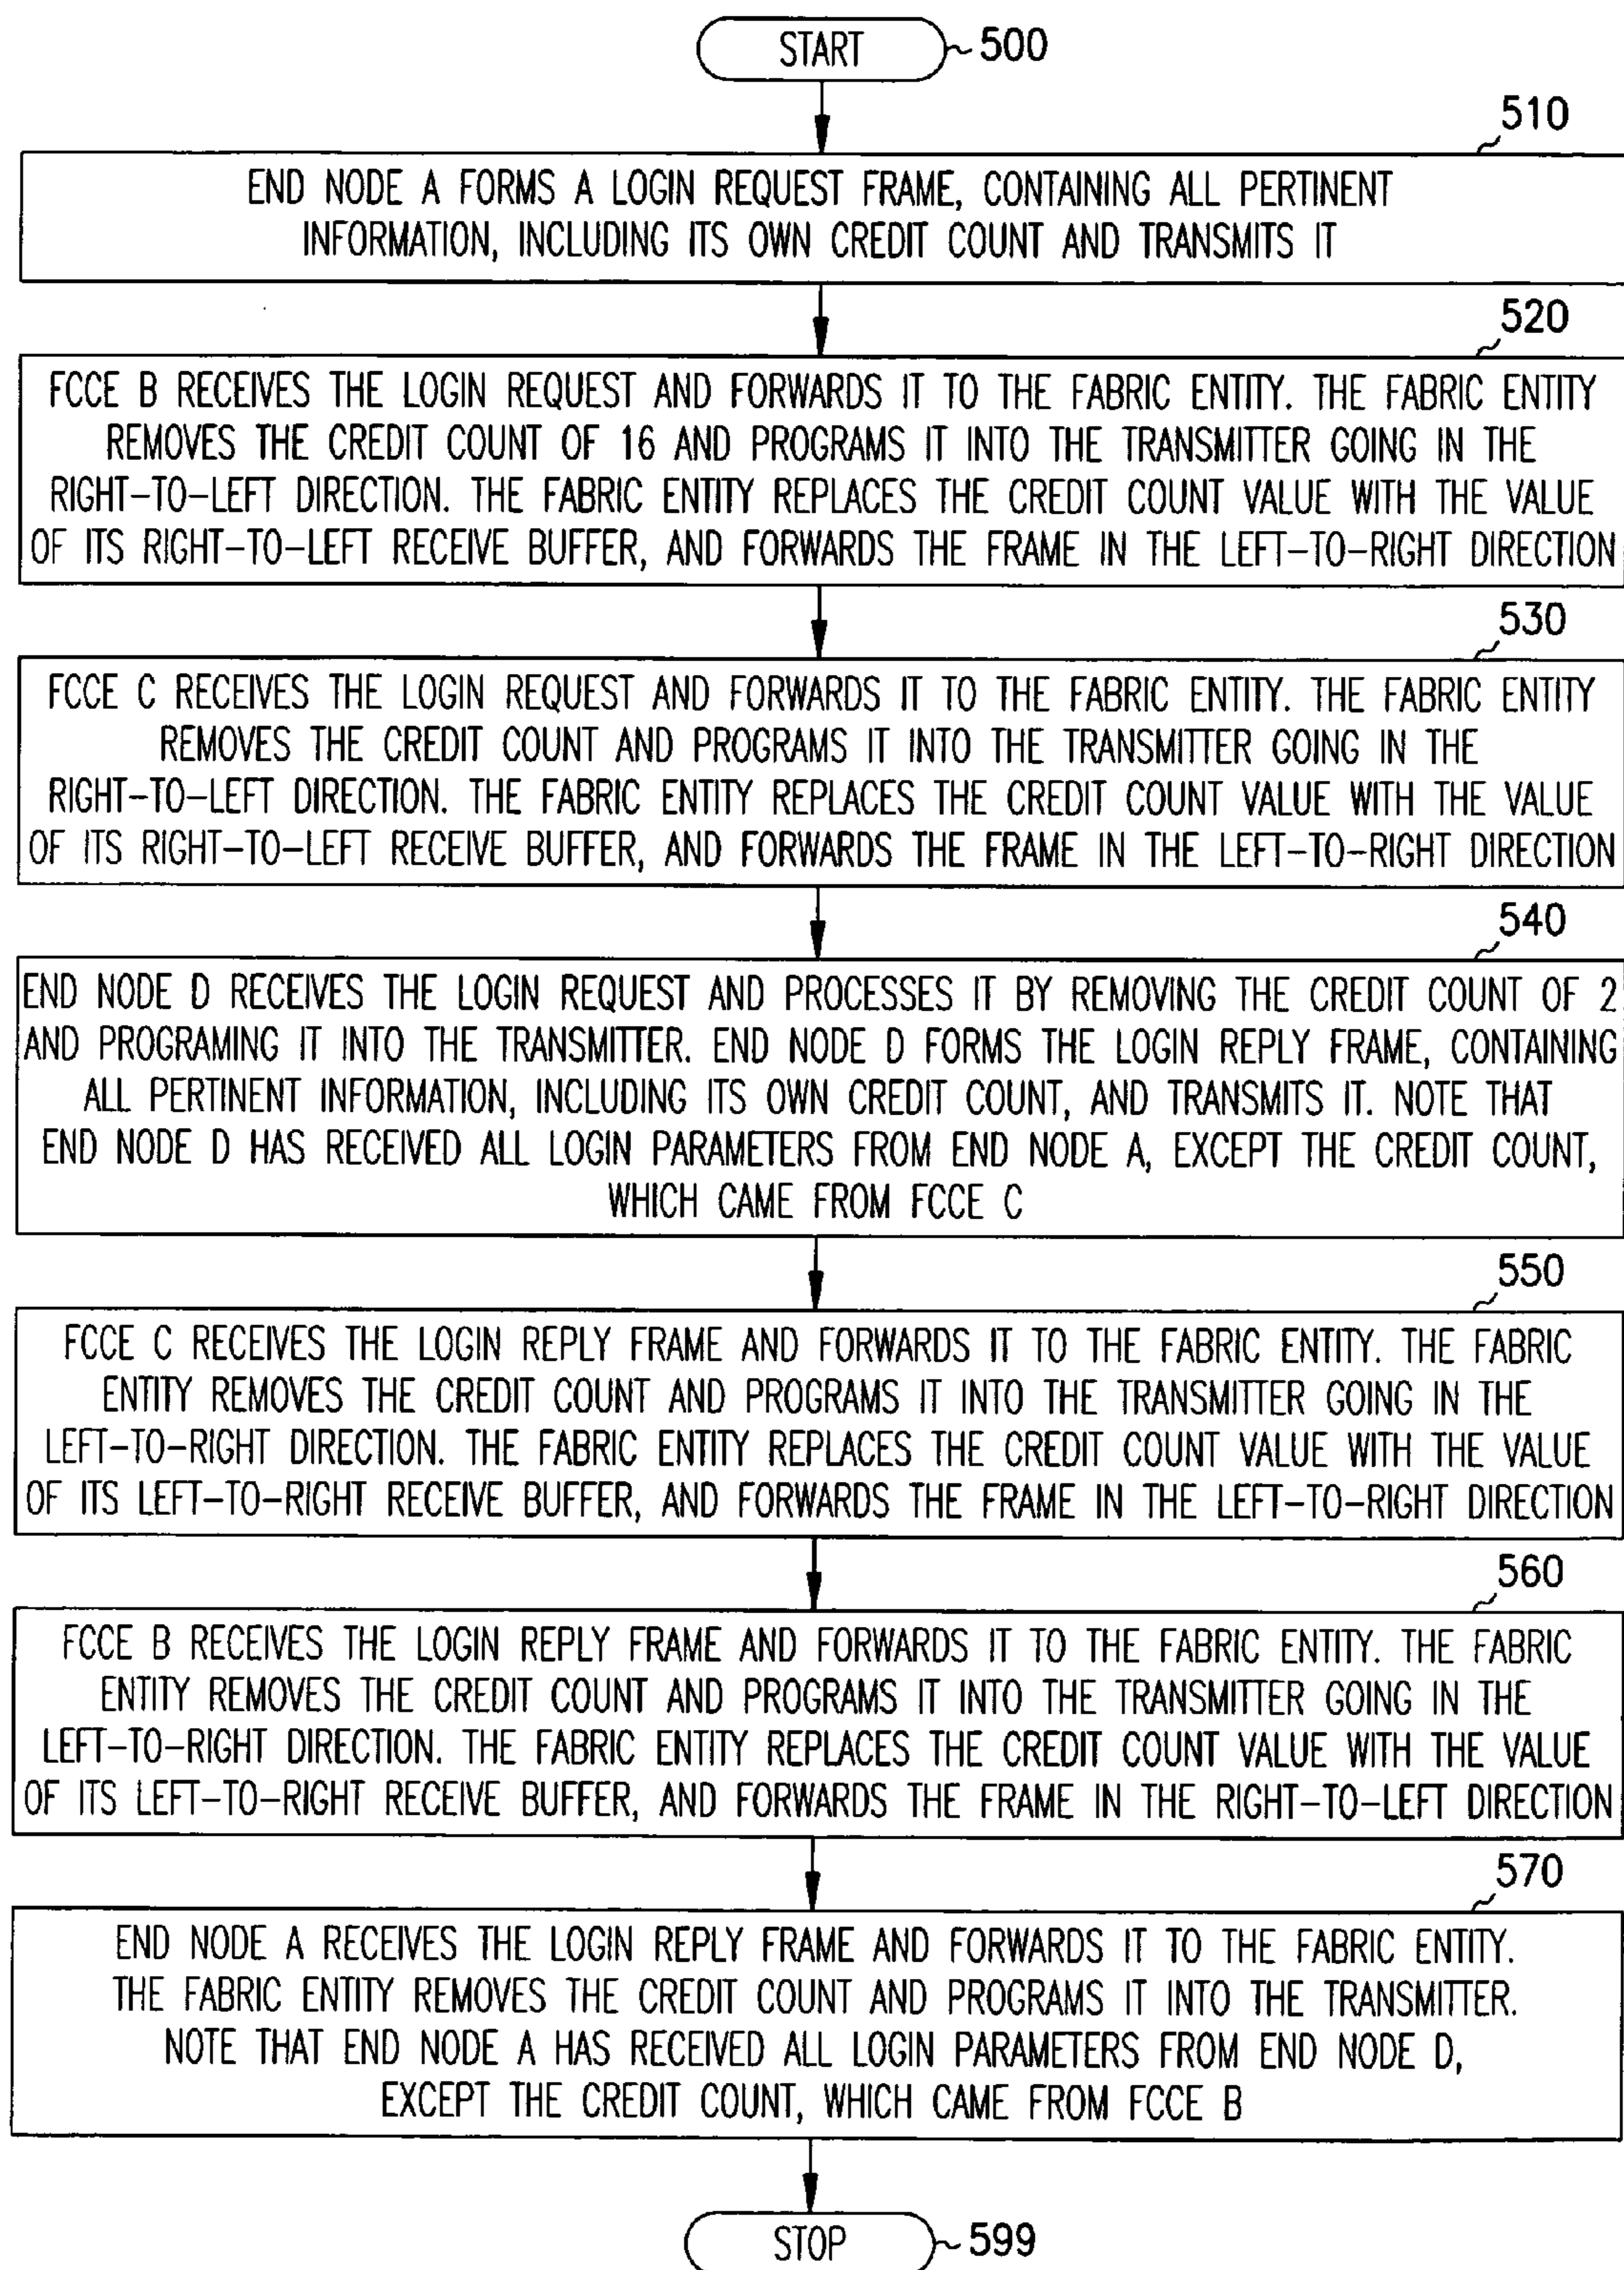 START
500
510
END NODE A FORMS A LOGIN REQUEST FRAME, CONTAINING ALL PERTINENT
INFORMATION, INCLUDING ITS OWN CREDIT COUNT AND TRANSMITS IT
520
FCCE B RECEIVES THE LOGIN REQUEST AND FORWARDS IT TO THE FABRIC ENTITY. THE FABRIC ENTITY
REMOVES THE CREDIT COUNT OF 16 AND PROGRAMS IT INTO THE TRANSMITTER GOING IN THE
RIGHT-TO-LEFT DIRECTION. THE FABRIC ENTITY REPLACES THE CREDIT COUNT VALUE WITH THE VALUE
OF ITS RIGHT-TO-LEFT RECEIVE BUFFER, AND FORWARDS THE FRAME IN THE LEFT-TO-RIGHT DIRECTION
530
FCCE C RECEIVES THE LOGIN REQUEST AND FORWARDS IT TO THE FABRIC ENTITY. THE FABRIC ENTITY
REMOVES THE CREDIT COUNT AND PROGRAMS IT INTO THE TRANSMITTER GOING IN THE
RIGHT-TO-LEFT DIRECTION. THE FABRIC ENTITY REPLACES THE CREDIT COUNT VALUE WITH THE VALUE
OF ITS RIGHT-TO-LEFT RECEIVE BUFFER, AND FORWARDS THE FRAME IN THE LEFT-TO-RIGHT DIRECTION
540
END NODE D RECEIVES THE LOGIN REQUEST AND PROCESSES IT BY REMOVING THE CREDIT COUNT OF 2
AND PROGRAMING IT INTO THE TRANSMITTER. END NODE D FORMS THE LOGIN REPLY FRAME, CONTAINING
ALL PERTINENT INFORMATION, INCLUDING ITS OWN CREDIT COUNT, AND TRANSMITS IT. NOTE THAT
END NODE D HAS RECEIVED ALL LOGIN PARAMETERS FROM END NODE A, EXCEPT THE CREDIT COUNT,
WHICH CAME FROM FCCE C
550
FCCE C RECEIVES THE LOGIN REPLY FRAME AND FORWARDS IT TO THE FABRIC ENTITY. THE FABRIC
ENTITY REMOVES THE CREDIT COUNT AND PROGRAMS IT INTO THE TRANSMITTER GOING IN THE
LEFT-TO-RIGHT DIRECTION. THE FABRIC ENTITY REPLACES THE CREDIT COUNT VALUE WITH THE VALUE
OF ITS LEFT-TO-RIGHT RECEIVE BUFFER, AND FORWARDS THE FRAME IN THE LEFT-TO-RIGHT DIRECTION
560
FCCE B RECEIVES THE LOGIN REPLY FRAME AND FORWARDS IT TO THE FABRIC ENTITY. THE FABRIC
ENTITY REMOVES THE CREDIT COUNT AND PROGRAMS IT INTO THE TRANSMITTER GOING IN THE
LEFT-TO-RIGHT DIRECTION. THE FABRIC ENTITY REPLACES THE CREDIT COUNT VALUE WITH THE VALUE
OF ITS LEFT-TO-RIGHT RECEIVE BUFFER, AND FORWARDS THE FRAME IN THE RIGHT-TO-LEFT DIRECTION
570
END NODE A RECEIVES THE LOGIN REPLY FRAME AND FORWARDS IT TO THE FABRIC ENTITY.
THE FABRIC ENTITY REMOVES THE CREDIT COUNT AND PROGRAMS IT INTO THE TRANSMITTER.
NOTE THAT END NODE A HAS RECEIVED ALL LOGIN PARAMETERS FROM END NODE D,
EXCEPT THE CREDIT COUNT, WHICH CAME FROM FCCE B
STOP
599